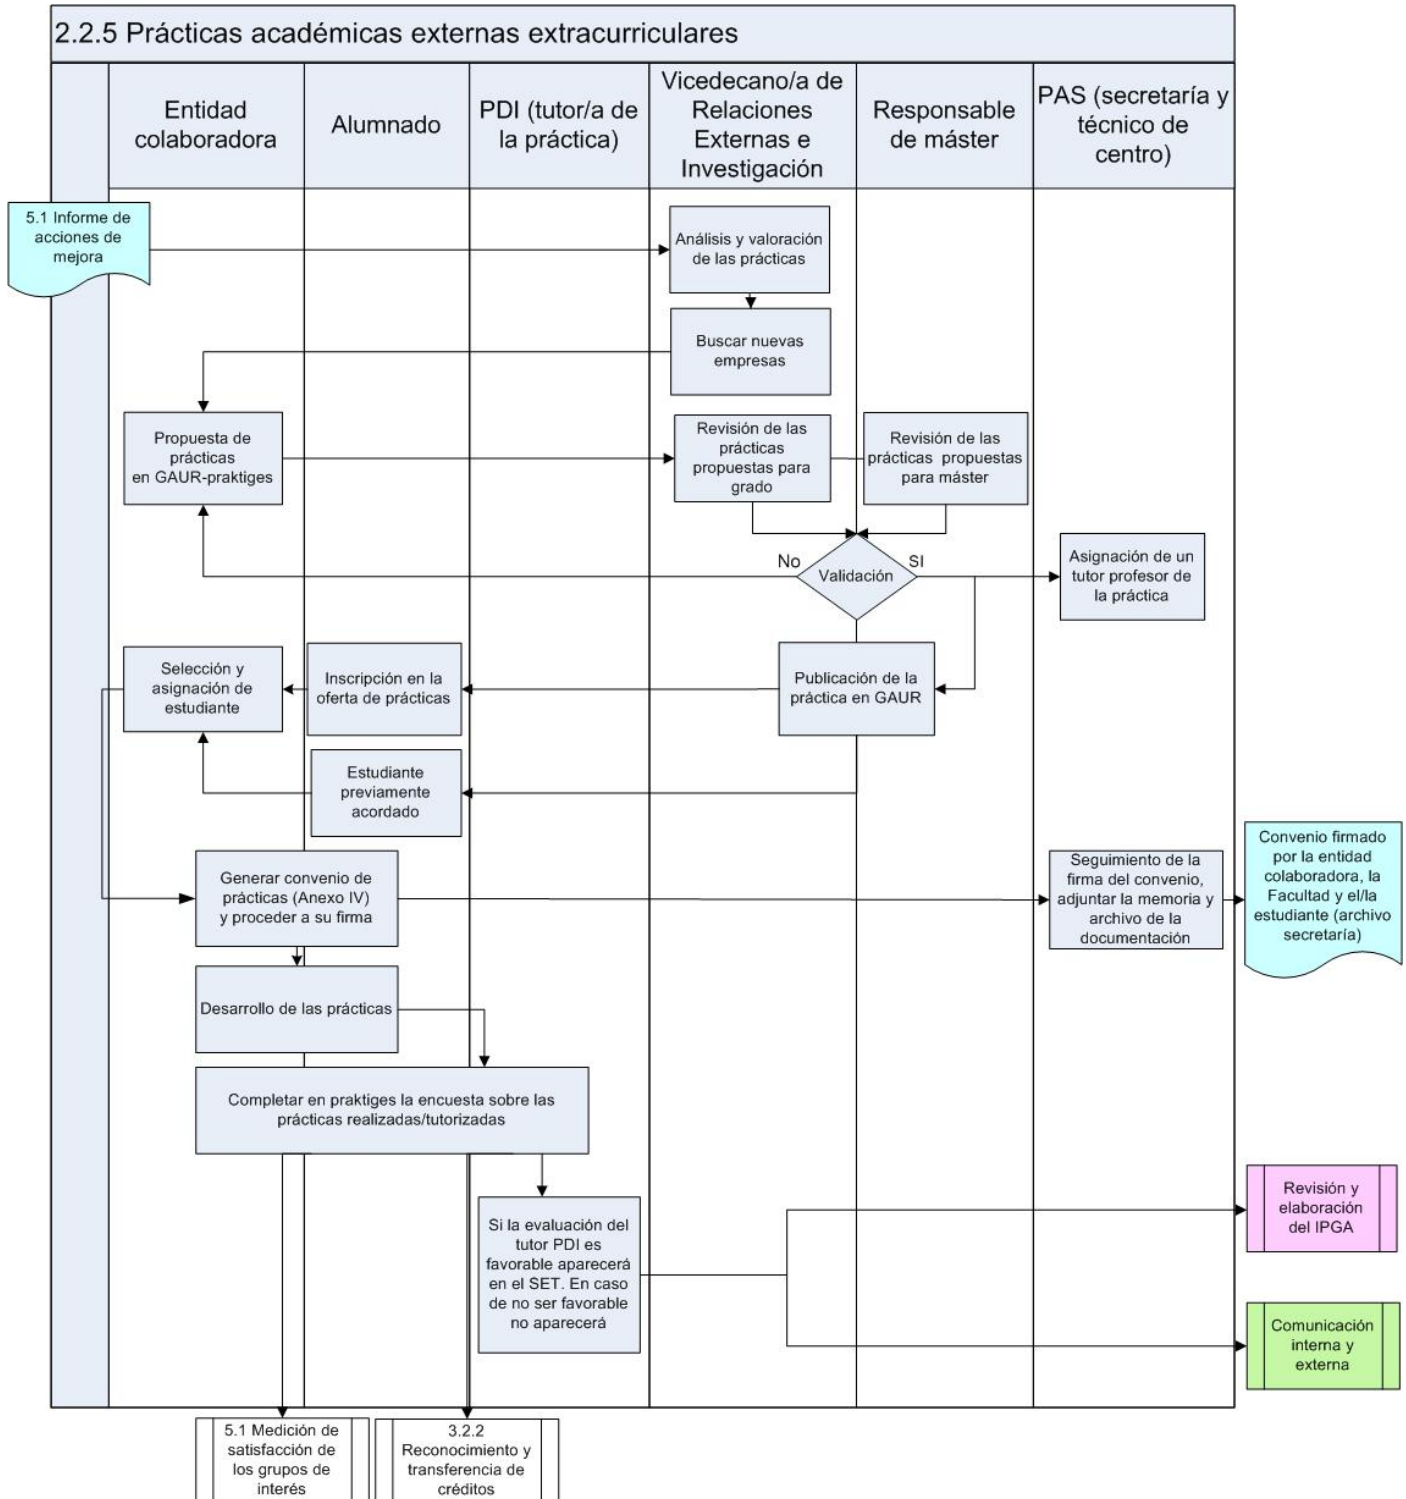 2.2.5 Prácticas académicas externas extracurriculares
Entidad
colaboradora
Alumnado
PDI (tutor/a de
la práctica)
Vicedecano/a de
Relaciones
Externas e
Investigación
Responsable
de máster
PAS (secretaría y
técnico de
centro)
5.1 Informe de
acciones de
mejora
Análisis y valoración
de las prácticas
Buscar nuevas
empresas
Propuesta de
prácticas
en GAUR-praktiges
Revisión de las
prácticas
propuestas para
grado
Revisión de las
prácticas propuestas
para máster
No
Validación
SI
Asignación de un
tutor profesor de
la práctica
Selección y
asignación de
estudiante
Inscripción en la
oferta de prácticas
Publicación de la
práctica en GAUR
Estudiante
previamente
acordado
Generar convenio de
prácticas (Anexo IV)
y proceder a su firma
Seguimiento de la
firma del convenio,
adjuntar la memoria y
archivo de la
documentación
Convenio firmado
por la entidad
colaboradora, la
Facultad y el/la
estudiante (archivo
secretaría)
Desarrollo de las prácticas
Completar en praktiges la encuesta sobre las
prácticas realizadas/tutorizadas
Si la evaluación del
tutor PDI es
favorable aparecerá
en el SET. En caso
de no ser favorable
no aparecerá
Revisión y
elaboración
del IPGA
Comunicación
interna y
externa
5.1 Medición de
satisfacción de
los grupos de
interés
3.2.2
Reconocimiento y
transferencia de
créditos